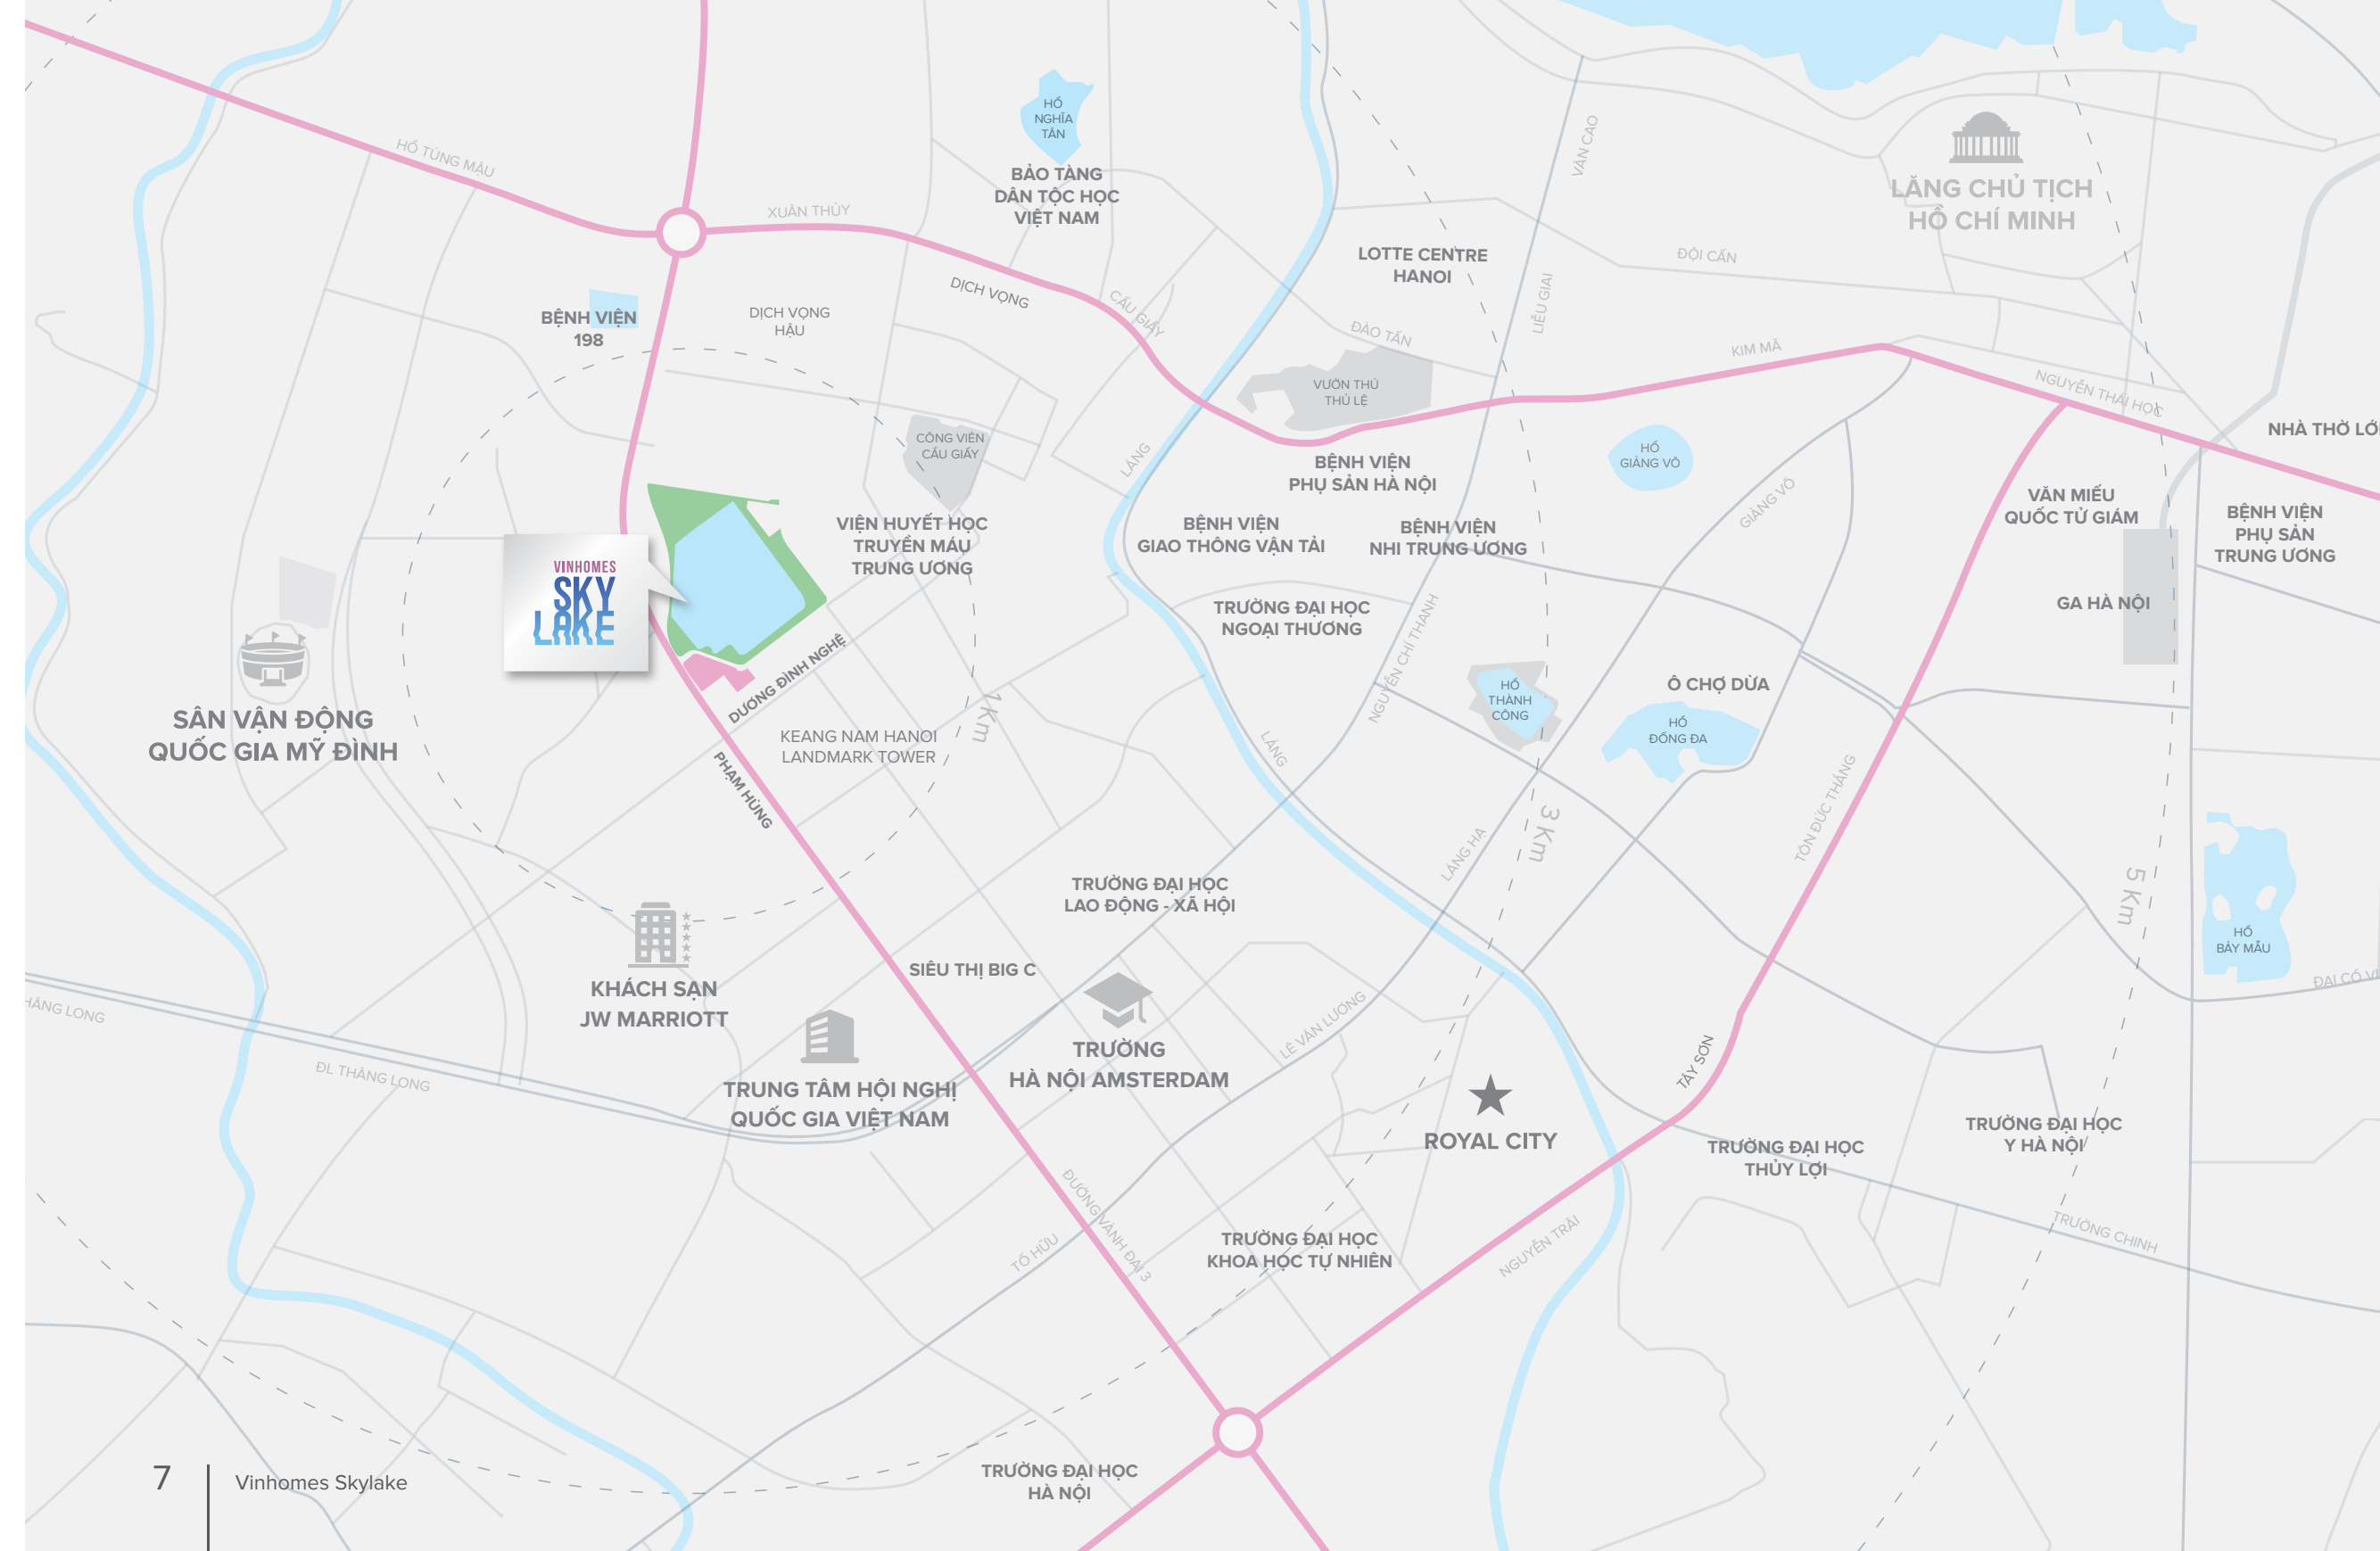 HỒ
NGHĨA
TÂN
BẢO TÀNG
DÂN TỘC HỌC
VIỆT NAM
HỒ TÙNG MẬU
XUÂN THỦY
VĂN CAO
LĂNG CHỦ TỊCH
HỒ CHÍ MINH
LOTTE CENTRE
HANOI
ĐỘI CẤN
DỊCH VỌNG
CẦU GIẤY
LIỄU GIAI
BỆNH VIỆN
198
DỊCH VỌNG
HẬU
ĐÀO TẤN
KIM MÃ
NGUYỄN THÁI HỌC
VƯỜN THÚ
THỦ LỆ
CÔNG VIÊN
CẦU GIẤY
LÁNG
HỒ
GIẢNG VÕ
NHÀ THỜ
BỆNH VIỆN
PHỤ SẢN HÀ NỘI
GIẢNG VÕ
VĂN MIẾU
QUỐC TỬ GIÁM
BỆNH VIỆN
PHỤ SẢN
TRUNG ƯƠNG
VIỆN HUYẾT HỌC
TRUYỀN MÁU
TRUNG ƯƠNG
BỆNH VIỆN
GIAO THÔNG VẬN TẢI
BỆNH VIỆN
NHI TRUNG ƯƠNG
VINHOMES
SKY
LAKE
TRƯỜNG ĐẠI HỌC
NGOẠI THƯƠNG
GA HÀ NỘI
NGUYỄN CHÍ THANH
DƯƠNG ĐÌNH NGHỆ
SÂN VẬN ĐỘNG
QUỐC GIA MỸ ĐÌNH
HỒ
THÀNH
CÔNG
Ô CHỢ DỪA
HỒ
ĐỐNG ĐA
1 Km
KEANG NAM HANOI
LANDMARK TOWER
LÁNG
PHẠM HÙNG
TÔN ĐỨC THẮNG
3 Km
LÁNG HẠ
5 Km
TRƯỜNG ĐẠI HỌC
LAO ĐỘNG - XÃ HỘI
HỒ
BẢY MẪU
SIÊU THỊ BIG C
ĐẠI CỒ
KHÁCH SẠN
JW MARRIOTT
LONG
LÊ VĂN LƯƠNG
TRƯỜNG
HÀ NỘI AMSTERDAM
ĐL THĂNG LONG
TRUNG TÂM HỘI NGHỊ
QUỐC GIA VIỆT NAM
TÂY SƠN
ROYAL CITY
TRƯỜNG ĐẠI HỌC
THỦY LỢI
TRƯỜNG ĐẠI HỌC
Y HÀ NỘI
ĐƯỜNG VÀNH ĐAI 3
TỐ HỮU
TRƯỜNG ĐẠI HỌC
KHOA HỌC TỰ NHIÊN
NGUYỄN TRÃI
TRƯỜNG CHINH
TRƯỜNG ĐẠI HỌC
HÀ NỘI
7
Vinhomes Skylake